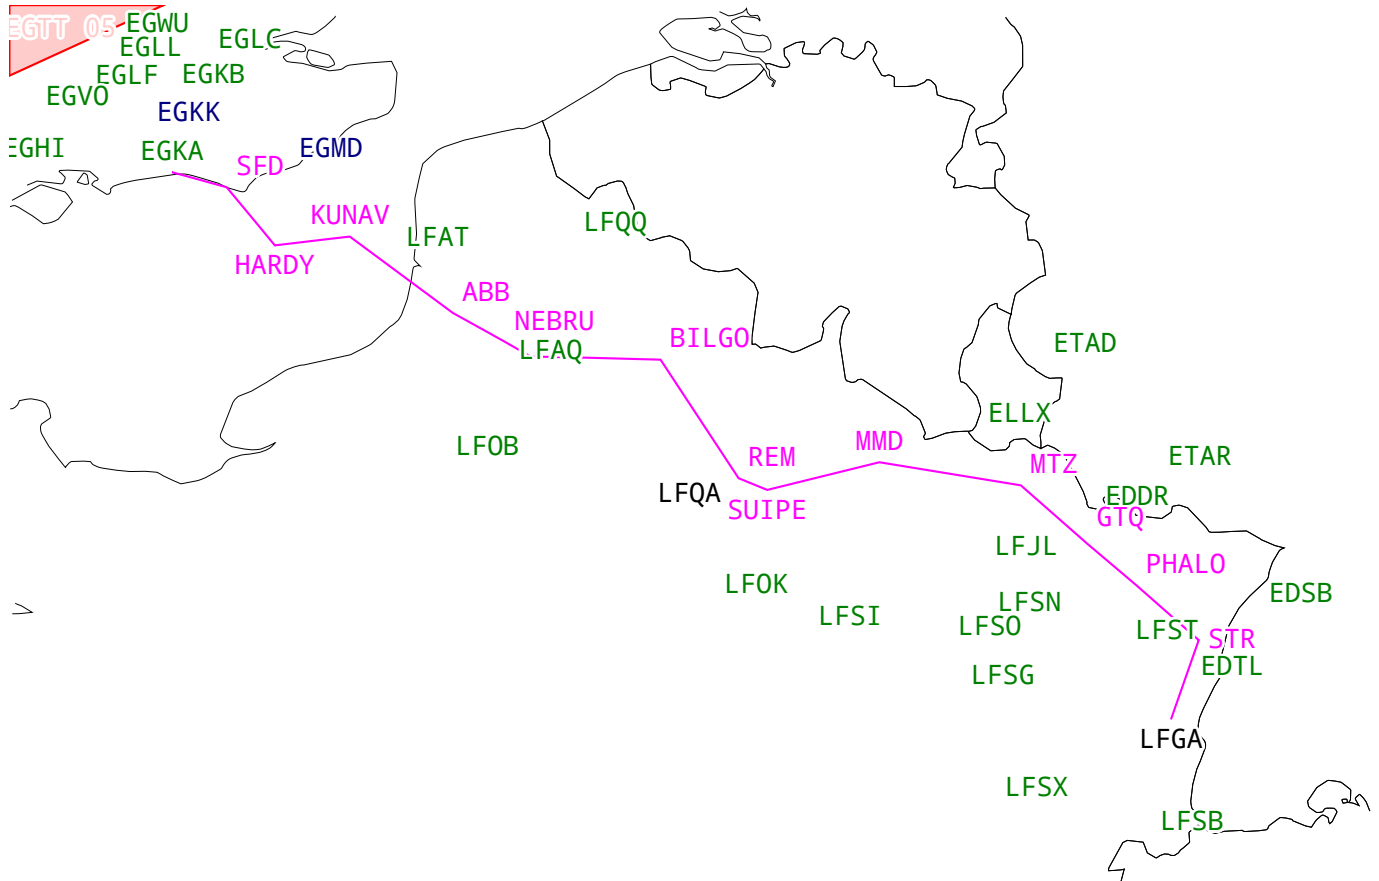 EGTT 05
EGWU
EGLL
EGLC
EGLF
EGKB
EGVO
EGKK
EGHI
EGKA
EGMD
SFD
KUNAV
LFAT
LFQQ
HARDY
ABB
NEBRU
BILGO
LFAQ
ETAD
ELLX
LFOB
MMD
REM
MTZ
ETAR
LFQA
EDDR
SUIPE
GTQ
LFJL
PHALO
LFOK
EDSB
LFSN
LFSI
LFSO
LFST
STR
EDTL
LFSG
LFGA
LFSX
LFSB